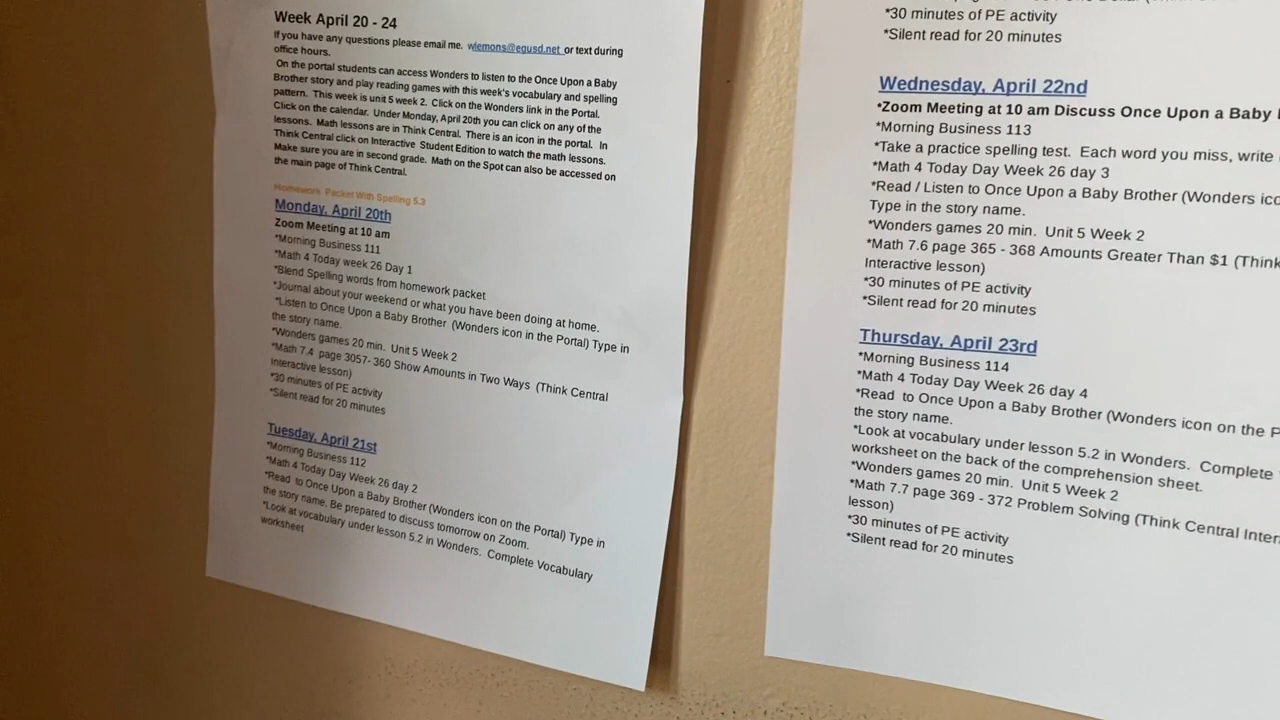 Week April 20 - 24
If you have any questions please email me. wlemons@egusd.net or text during
office hours.
On the portal students can access Wonders to listen to the Once Upon a Baby
Brother story and play reading games with this week's vocabulary and spelling
pattern. This week is unit 5 week 2. Click on the Wonders link in the Portal.
Click on the calendar. Under Monday, April 20th you can click on any of the
lessons. Math lessons are in Think Central. There is an icon in the portal. In
Think Central click on Interactive Student Edition to watch the math lessons.
Make sure you are in second grade. Math on the Spot can also be accessed on
the main page of Think Central.
Homework Packet With Spelling 5.3
Monday, April 20th
Zoom Meeting at 10 am
*Morning Business 111
*Math 4 Today week 26 Day 1
*Blend Spelling words from homework packet
*Journal about your weekend or what you have been doing at home.
*Listen to Once Upon a Baby Brother (Wonders icon in the Portal) Type in
the story name.
*Wonders games 20 min. Unit 5 Week 2
*Math 7.4 page 3057- 360 Show Amounts in Two Ways (Think Central
Interactive lesson)
*30 minutes of PE activity
*Silent read for 20 minutes
Tuesday, April 21st
*Morning Business 112
*Math 4 Today Day Week 26 day 2
*Read to Once Upon a Baby Brother (Wonders icon on the Portal) Type in
the story name. Be prepared to discuss tomorrow on Zoom.
*Look at vocabulary under lesson 5.2 in Wonders. Complete Vocabulary
worksheet
*30 minutes of PE activity
*Silent read for 20 minutes
Wednesday, April 22nd
*Zoom Meeting at 10 am Discuss Once Upon a Baby
*Morning Business 113
*Take a practice spelling test. Each word you miss, write
*Math 4 Today Day Week 26 day 3
*Read / Listen to Once Upon a Baby Brother (Wonders ico
Type in the story name.
*Wonders games 20 min. Unit 5 Week 2
*Math 7.6 page 365 - 368 Amounts Greater Than $1 (Think
Interactive lesson)
*30 minutes of PE activity
*Silent read for 20 minutes
Thursday, April 23rd
*Morning Business 114
*Math 4 Today Day Week 26 day 4
*Read to Once Upon a Baby Brother (Wonders icon on the P
the story name.
*Look at vocabulary under lesson 5.2 in Wonders. Complete
worksheet on the back of the comprehension sheet.
*Wonders games 20 min. Unit 5 Week 2
*Math 7.7 page 369 - 372 Problem Solving (Think Central Inter
lesson)
*30 minutes of PE activity
*Silent read for 20 minutes